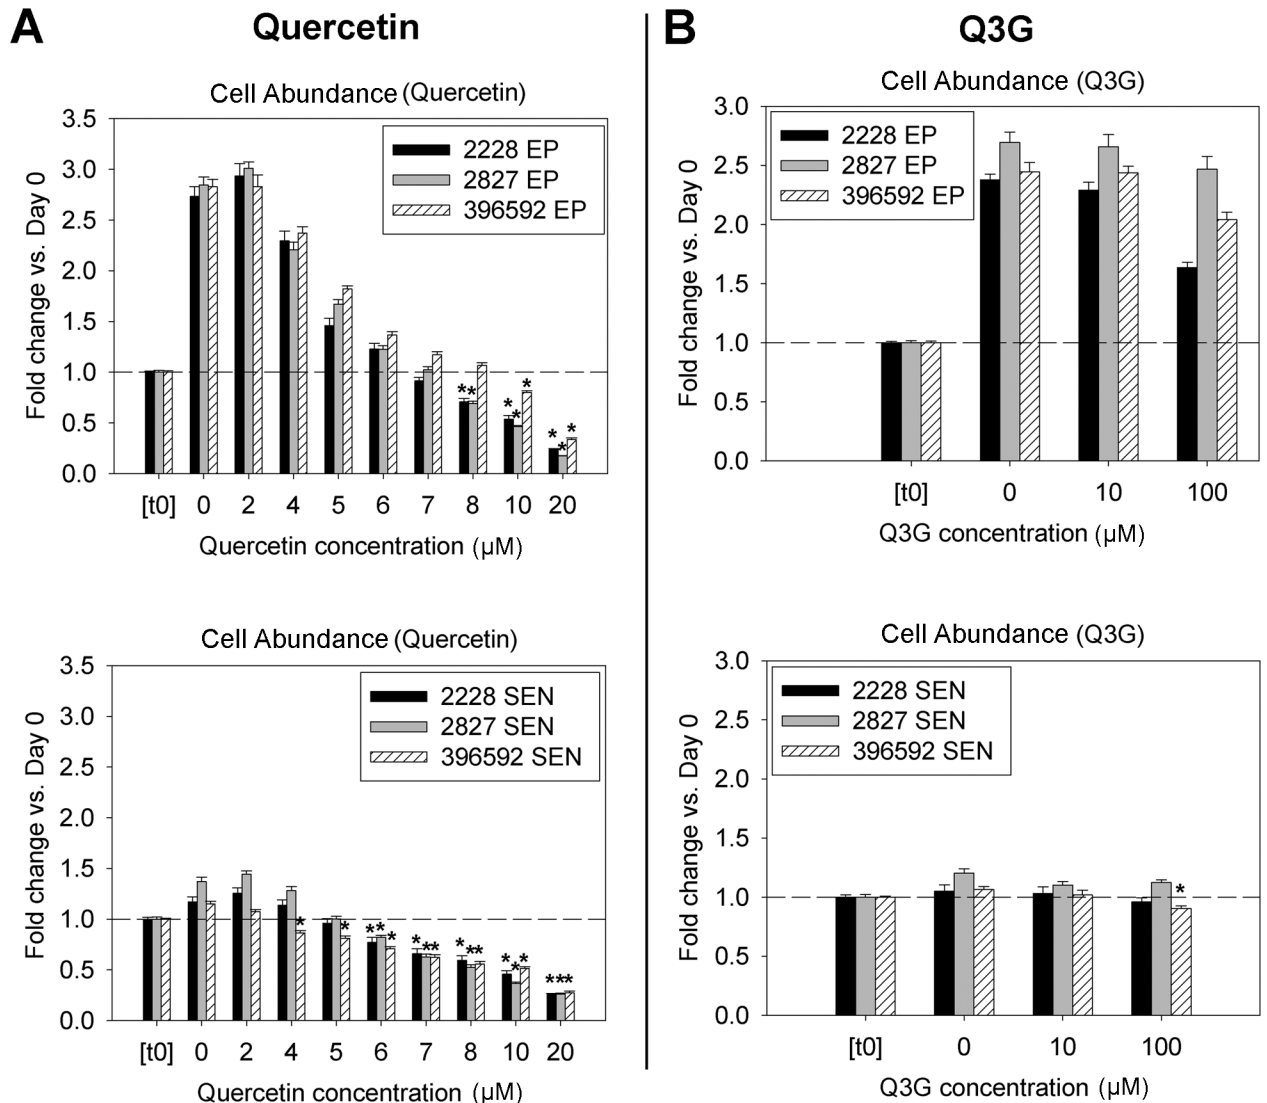 A
Quercetin
Cell Abundance (Quercetin)
Fold change vs. Day 0
3.5
3.0
2.5
2.0
1.5
1.0
0.5
0.0
2228 EP
2827 EP
396592 EP
** 
* * *
* * *
[t0] 0 2 4 5 6 7 8 10 20
Quercetin concentration (µM)
Cell Abundance (Quercetin)
Fold change vs. Day 0
3.5
3.0
2.5
2.0
1.5
1.0
0.5
0.0
2228 SEN
2827 SEN
396592 SEN
* * *** *** *** *** ***
[t0] 0 2 4 5 6 7 8 10 20
Quercetin concentration (µM)
B
Q3G
Cell Abundance (Q3G)
Fold change vs. Day 0
3.0
2.5
2.0
1.5
1.0
0.5
0.0
2228 EP
2827 EP
396592 EP
[t0] 0 10 100
Q3G concentration (µM)
Cell Abundance (Q3G)
Fold change vs. Day 0
3.0
2.5
2.0
1.5
1.0
0.5
0.0
2228 SEN
2827 SEN
396592 SEN
*
[t0] 0 10 100
Q3G concentration (µM)